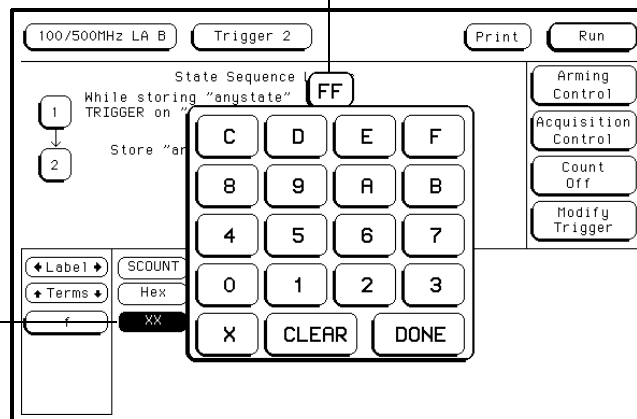 100/500MHz LA B Trigger 2 Print Run
State Sequence L
FF
While storing "anystate"
TRIGGER on "
Store "an
1
2
Arming
Control
Acquisition
Control
Count
Off
Modify
Trigger
C D E F
8 9 A B
4 5 6 7
0 1 2 3
X CLEAR DONE
Label SCOUNT
Terms Hex
f XX